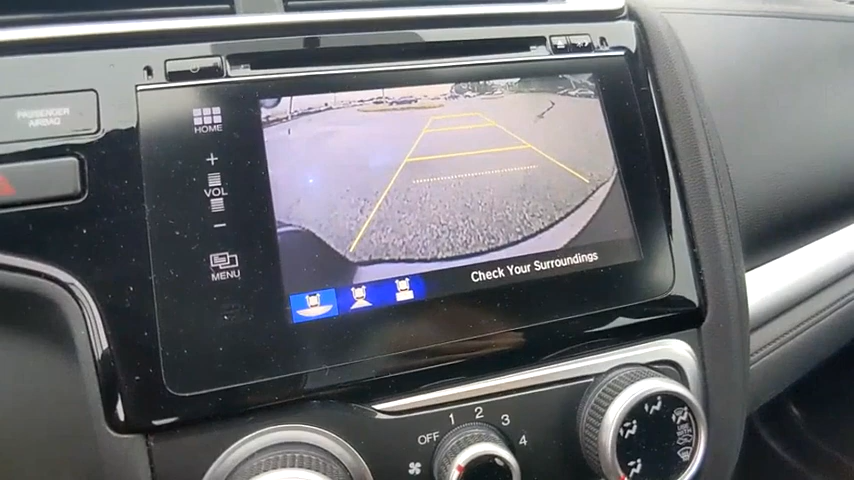 PASSENGER
AIRBAG
HOME
+
VOL
−
MENU
Check Your Surroundings
OFF
1
2
3
4